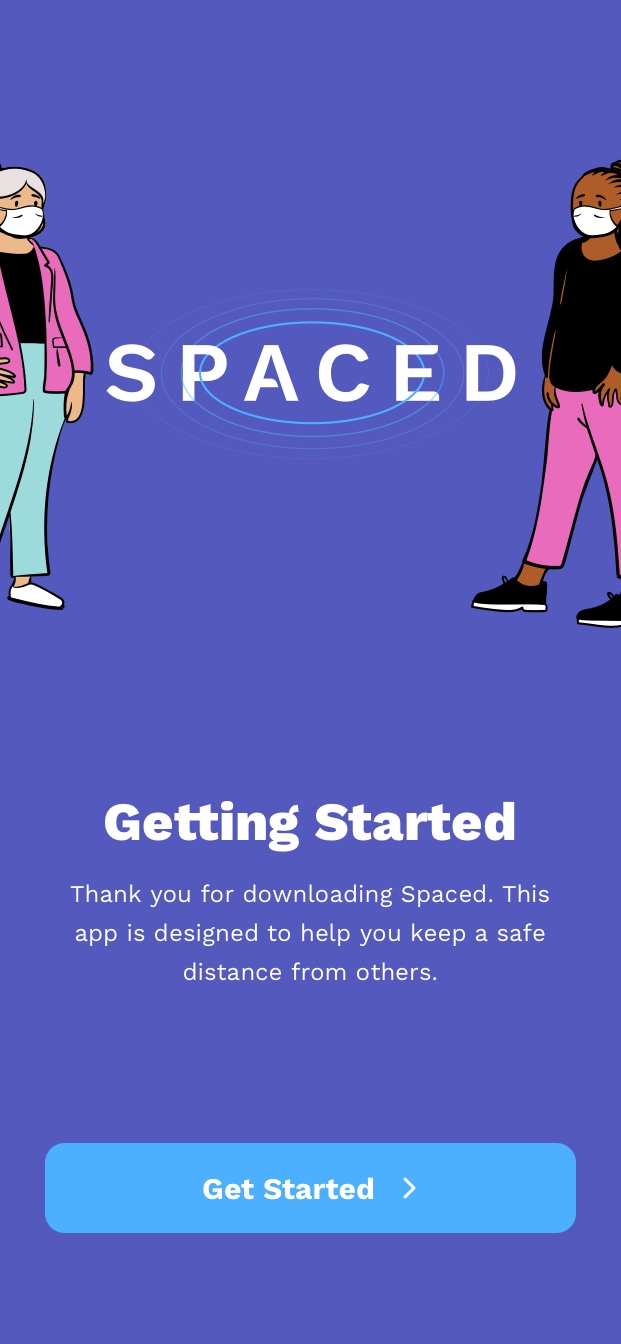 SPACED
Getting Started
Thank you for downloading Spaced. This
app is designed to help you keep a safe
distance from others.
Get Started